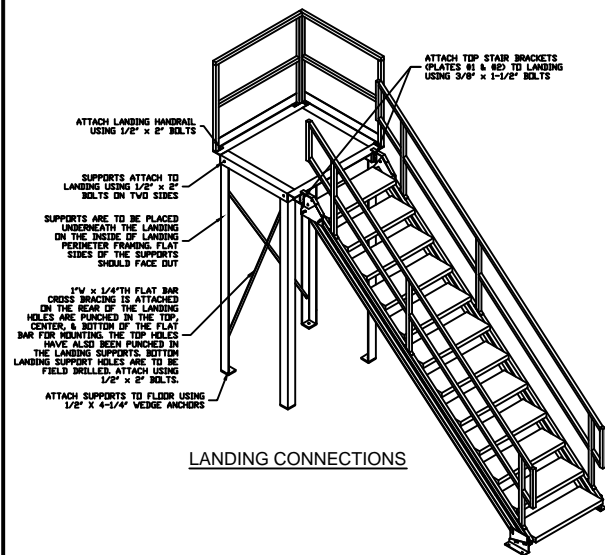 ATTACH TOP STAIR BRACKETS
(PLATES #1 & #2) TO LANDING
USING 3/8" x 1-1/2" BOLTS
ATTACH LANDING HANDRAIL
USING 1/2" x 2" BOLTS
SUPPORTS ATTACH TO
LANDING USING 1/2" x 2"
BOLTS ON TWO SIDES
SUPPORTS ARE TO BE PLACED
UNDERNEATH THE LANDING
ON THE INSIDE OF LANDING
PERIMETER FRAMING. FLAT
SIDES OF THE SUPPORTS
SHOULD FACE OUT
1"W x 1/4"TH FLAT BAR
CROSS BRACING IS ATTACHED
ON THE REAR OF THE LANDING
HOLES ARE PUNCHED IN THE TOP,
CENTER, & BOTTOM OF THE FLAT
BAR FOR MOUNTING. THE TOP HOLES
HAVE ALSO BEEN PUNCHED IN
THE LANDING SUPPORTS. BOTTOM
LANDING SUPPORT HOLES ARE TO BE
FIELD DRILLED. ATTACH USING
1/2" x 2" BOLTS.
ATTACH SUPPORTS TO FLOOR USING
1/2" X 4-1/4" WEDGE ANCHORS
LANDING CONNECTIONS